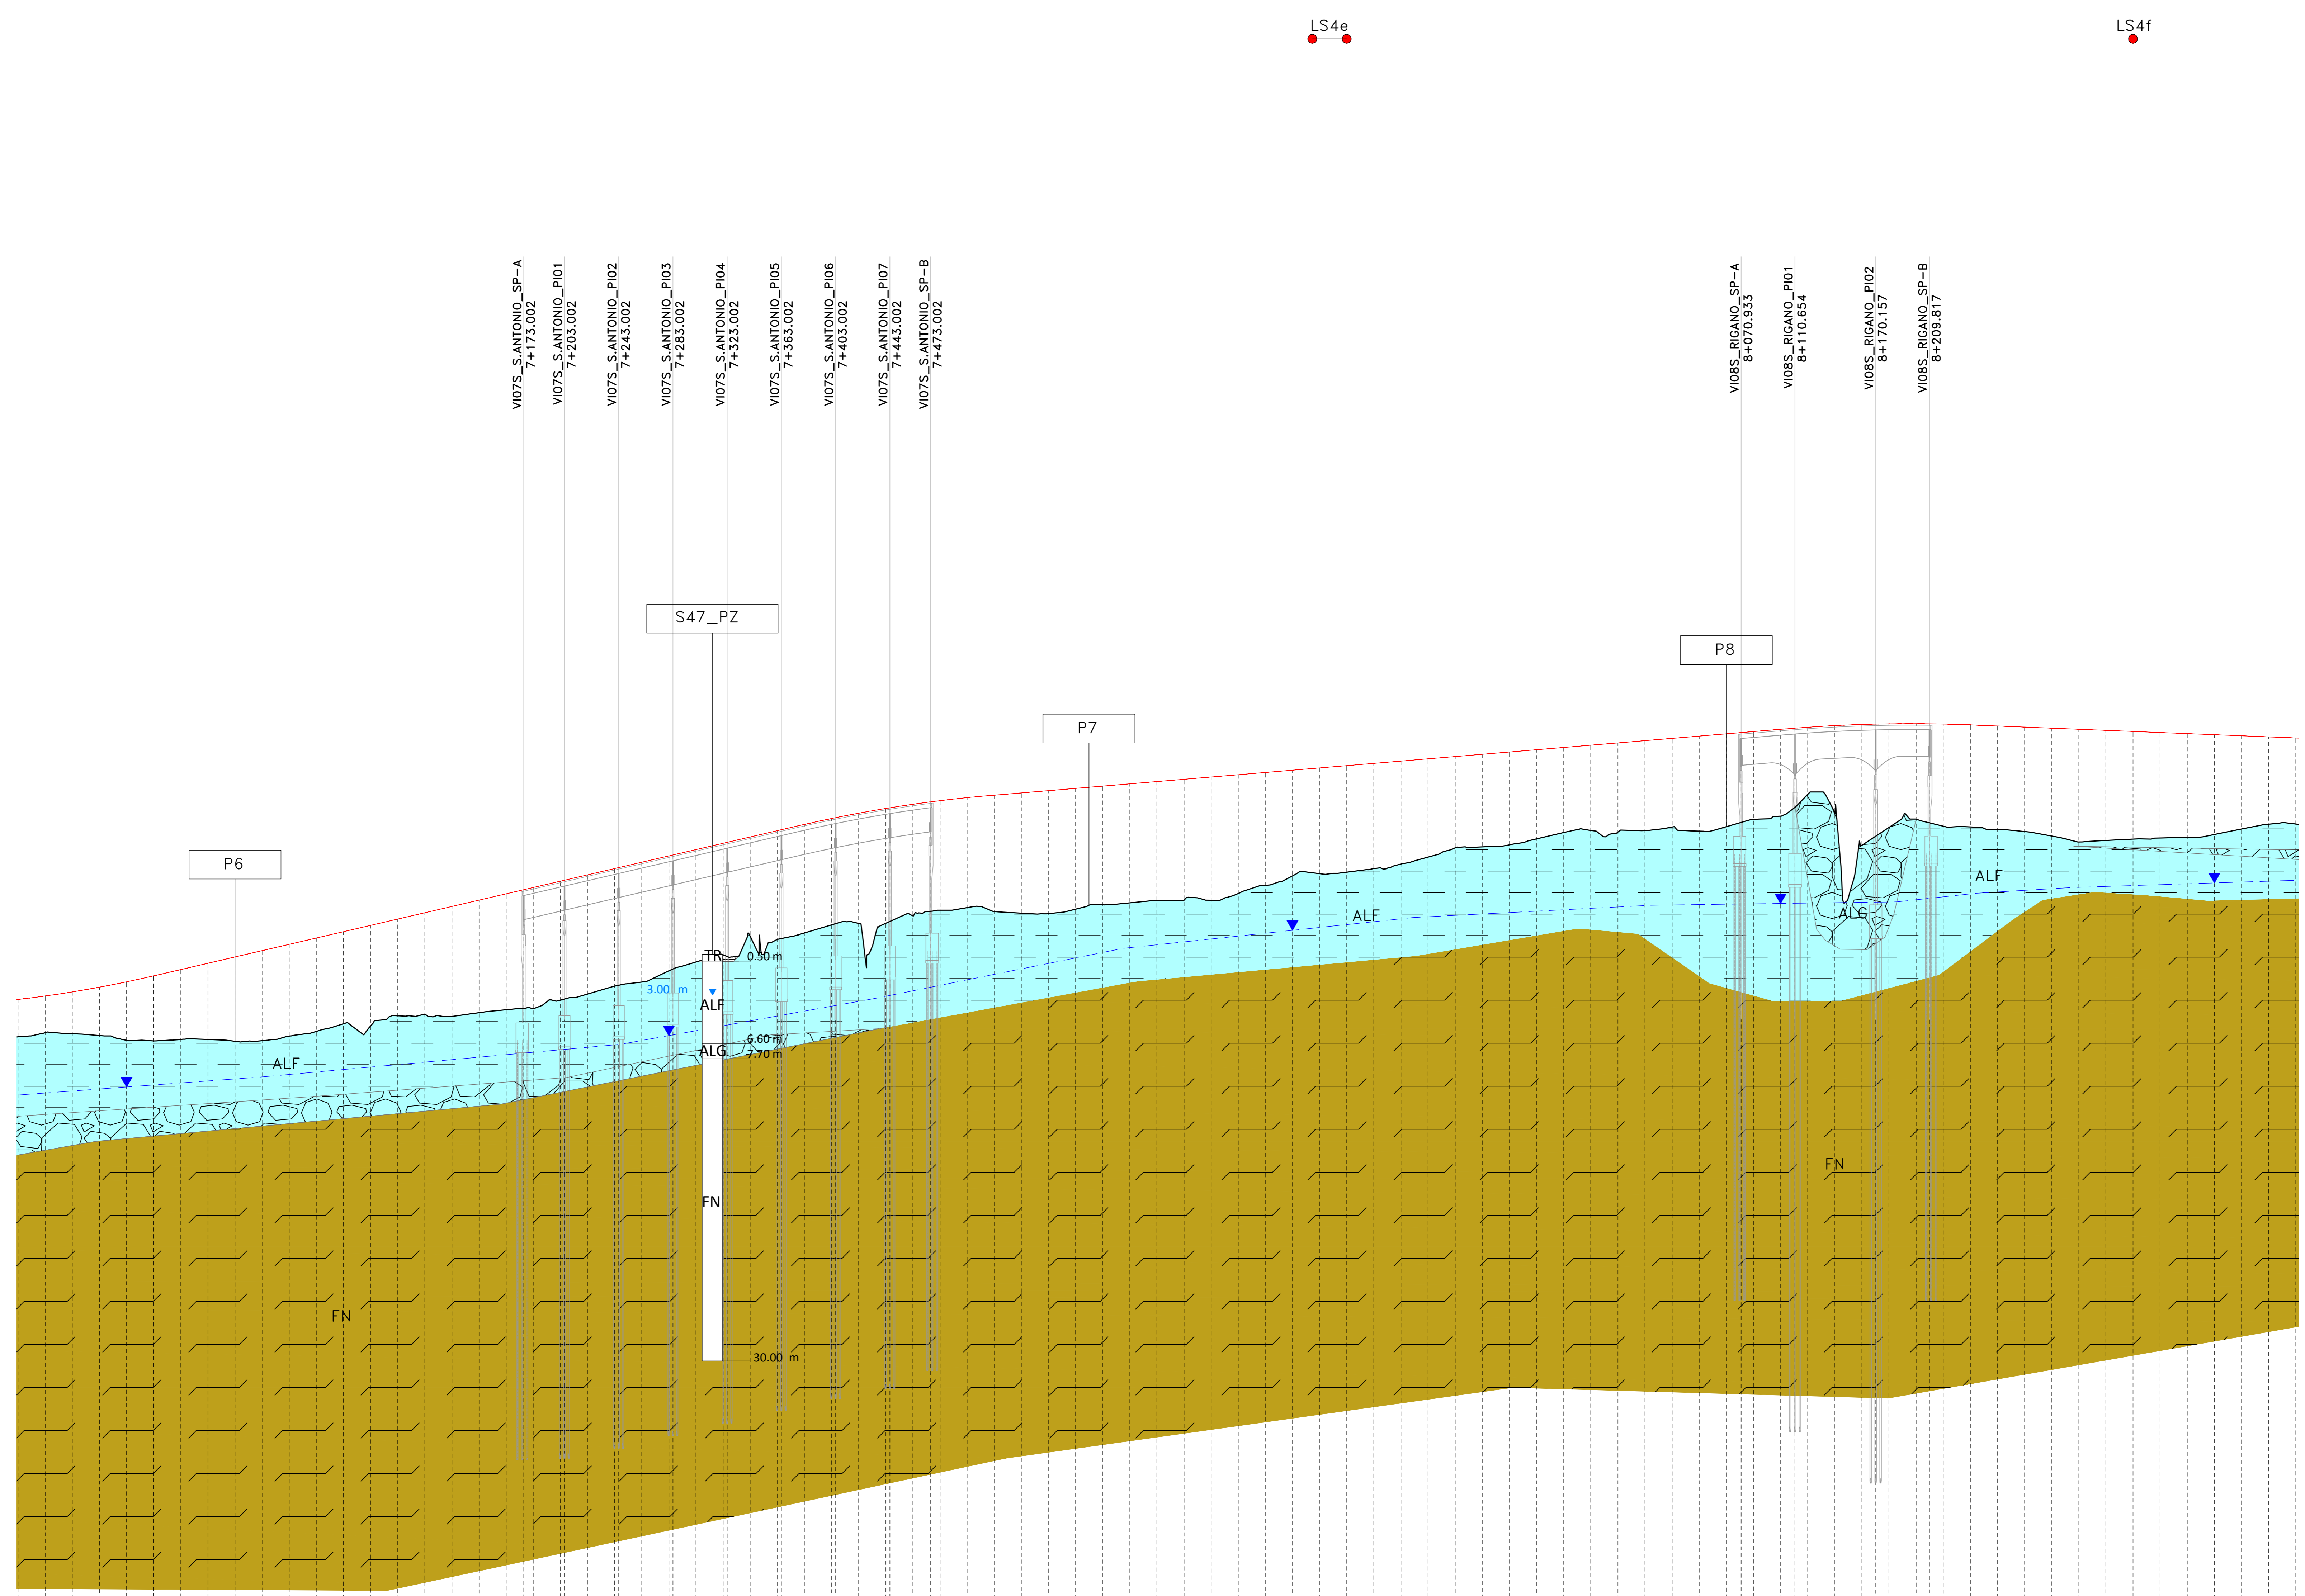 LS4e
LS4f
VI07S_S.ANTONIO_SP-A
7+173.002
VI07S_S.ANTONIO_PI01
7+203.002
VI07S_S.ANTONIO_PI02
7+243.002
VI07S_S.ANTONIO_PI03
7+283.002
VI07S_S.ANTONIO_PI04
7+323.002
VI07S_S.ANTONIO_PI05
7+363.002
VI07S_S.ANTONIO_PI06
7+403.002
VI07S_S.ANTONIO_PI07
7+443.002
VI07S_S.ANTONIO_SP-B
7+473.002
VI08S_RIGANO_SP-A
8+070.933
VI08S_RIGANO_PI01
8+110.654
VI08S_RIGANO_PI02
8+170.157
VI08S_RIGANO_SP-B
8+209.817
S47_PZ
P8
P7
P6
ALF
ALF
ALG
TR
0.50 m
3.00 m
ALF
6.60 m
ALG
7.70 m
ALF
FN
FN
FN
30.00 m